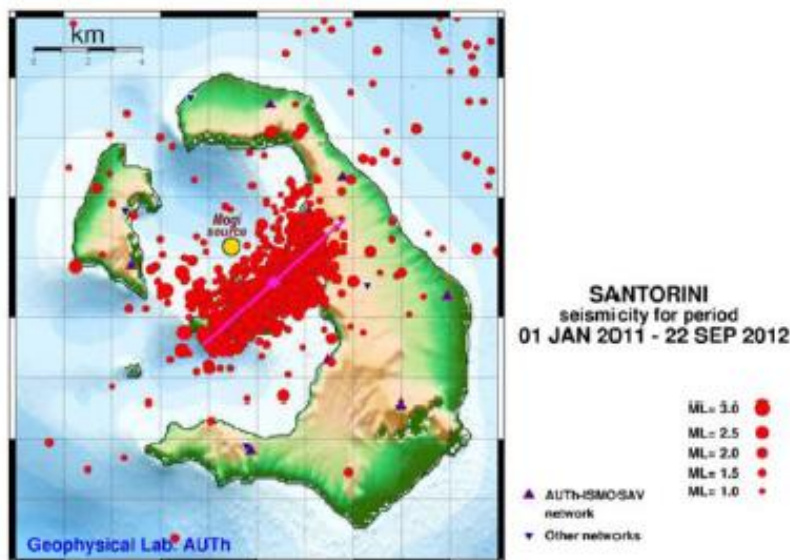 km
0 2 4
Mogi
source
SANTORINI
seismicity for period
01 JAN 2011 - 22 SEP 2012
ML= 3.0
ML= 2.5
ML= 2.0
ML= 1.5
ML= 1.0
AUTh-ISMO-SAV
network
Other networks
Geophysical Lab. AUTh